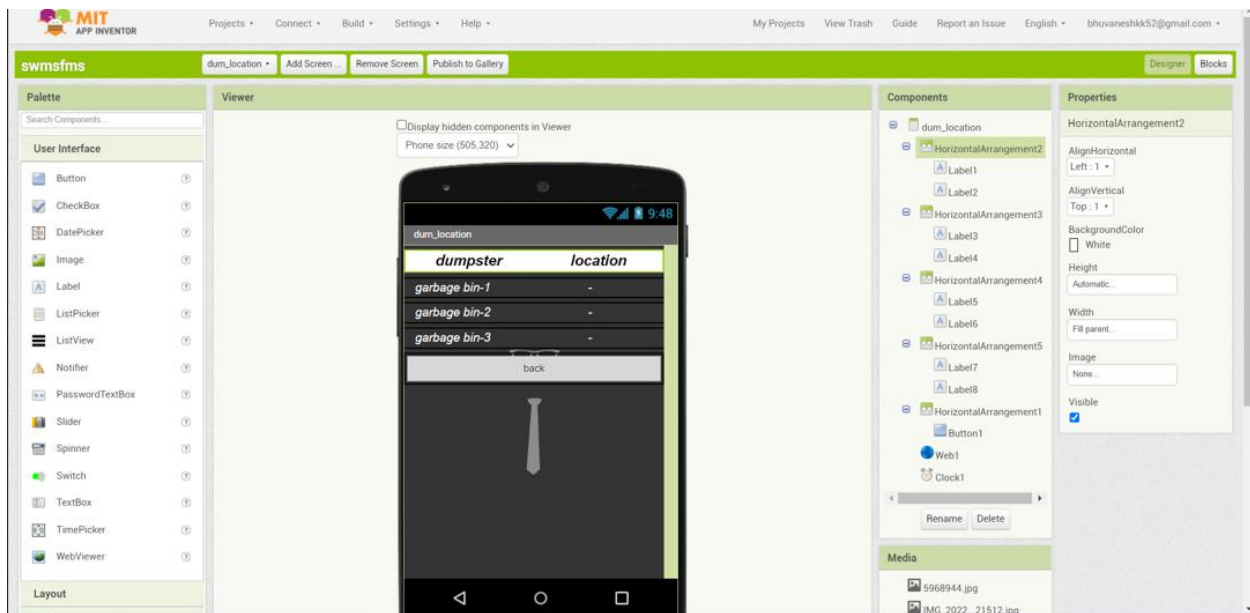 MIT
APP INVENTOR
Projects Connect Build Settings Help My Projects View Trash Guide Report an Issue English bhuvaneshkk52@gmail.com
swmsfms dum_location Add Screen ... Remove Screen Publish to Gallery Designer Blocks
Palette
Search Components...
User Interface
Button
CheckBox
DatePicker
Image
Label
ListPicker
ListView
Notifier
PasswordTextBox
Slider
Spinner
Switch
TextBox
TimePicker
WebViewer
Layout
Viewer
Display hidden components in Viewer
Phone size (505,320)
9:48
dum_location
dumpster location
garbage bin-1 -
garbage bin-2 -
garbage bin-3 -
back
Components
dum_location
HorizontalArrangement2
Label1
Label2
HorizontalArrangement3
Label3
Label4
HorizontalArrangement4
Label5
Label6
HorizontalArrangement5
Label7
Label8
HorizontalArrangement1
Button1
Web1
Clock1
Rename Delete
Media
5968944.jpg
IMG_2022_21512.jpg
Properties
HorizontalArrangement2
AlignHorizontal
Left : 1
AlignVertical
Top : 1
BackgroundColor
White
Height
Automatic...
Width
Fill parent...
Image
None...
Visible